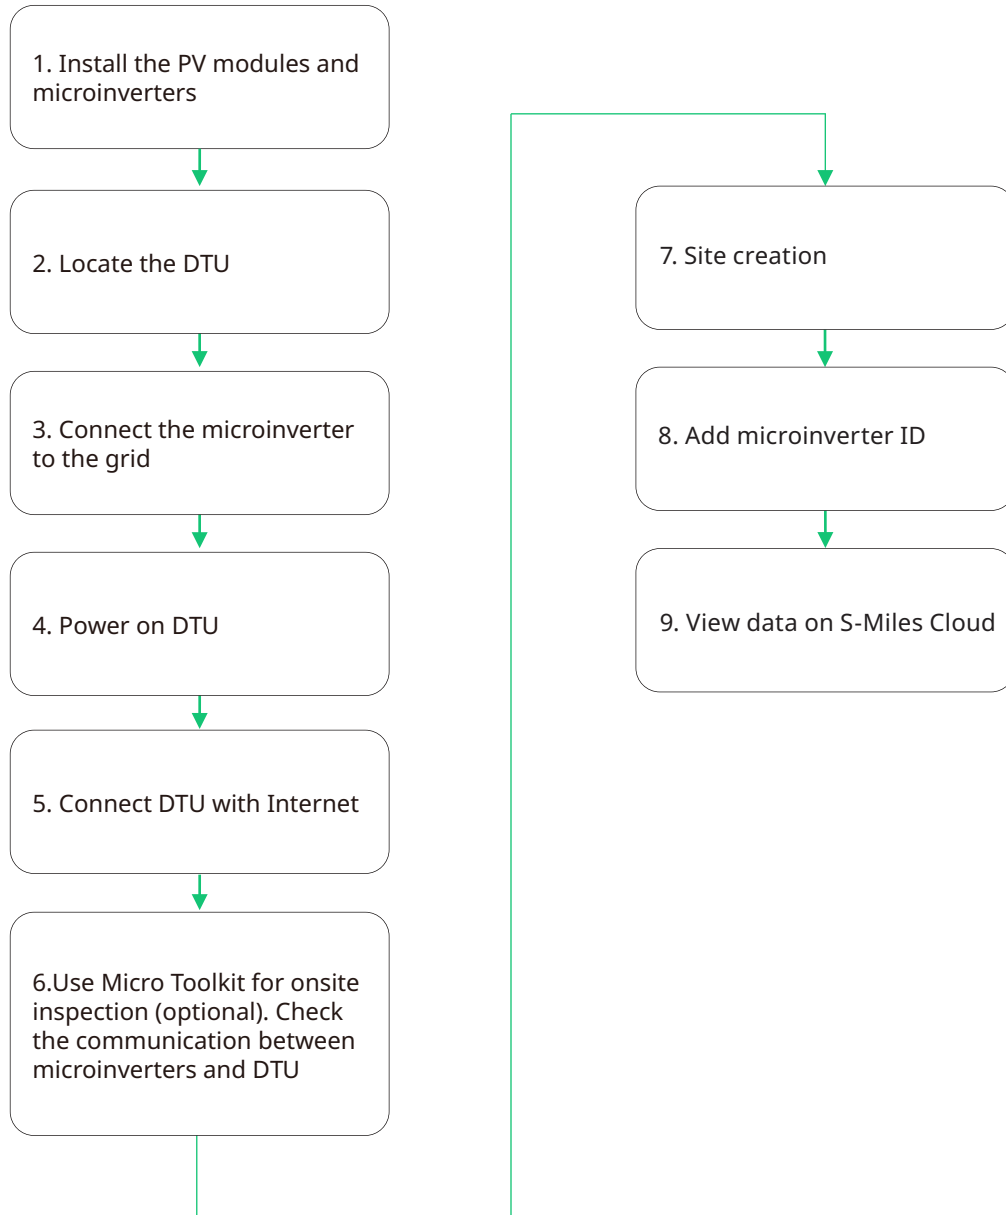 1. Install the PV modules and
microinverters
2. Locate the DTU
3. Connect the microinverter
to the grid
4. Power on DTU
5. Connect DTU with Internet
6.Use Micro Toolkit for onsite
inspection (optional). Check
the communication between
microinverters and DTU
7. Site creation
8. Add microinverter ID
9. View data on S-Miles Cloud